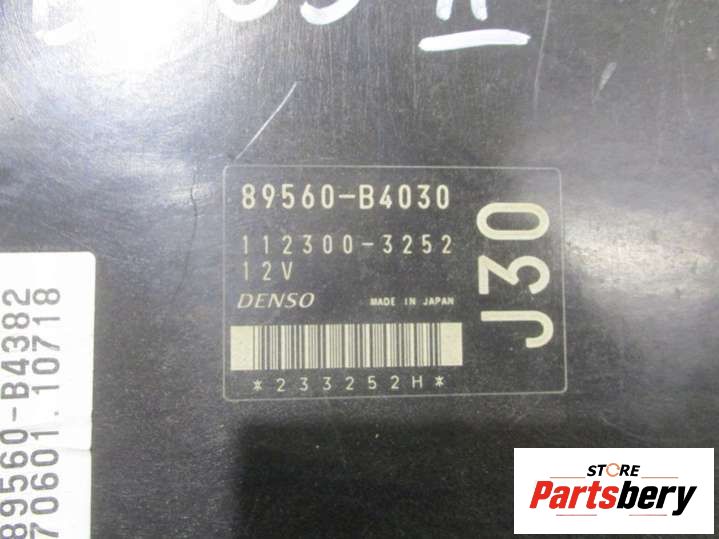 89560-B4030
112300-3252
12V
DENSO MADE IN JAPAN
*233252H*
J30
89560-B4382
70601.10718
STORE
Partsbery